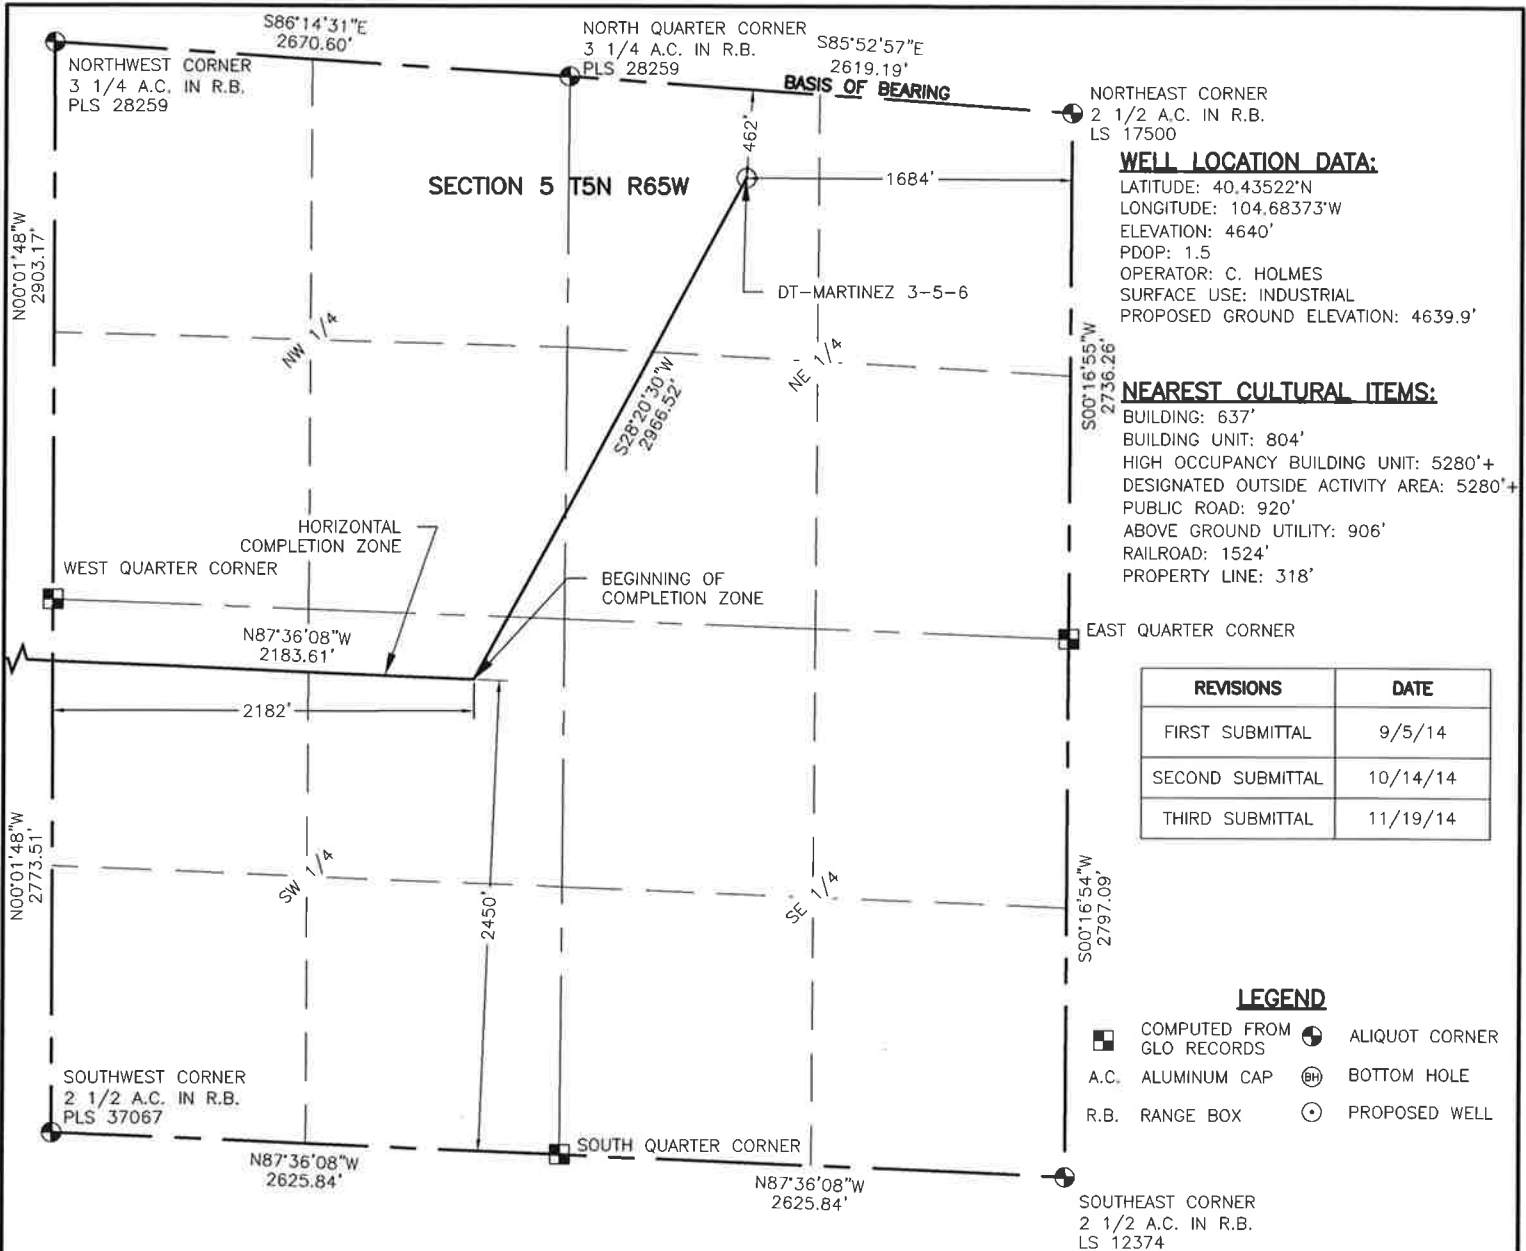 S86°14'31"E
2670.60'
NORTH QUARTER CORNER
3 1/4 A.C. IN R.B.
PLS 28259
S85°52'57"E
2619.19'
BASIS OF BEARING
NORTHWEST CORNER
3 1/4 A.C. IN R.B.
PLS 28259
NORTHEAST CORNER
2 1/2 A.C. IN R.B.
LS 17500
462'
1684'
SECTION 5 T5N R65W
WELL LOCATION DATA:
LATITUDE: 40.43522°N
LONGITUDE: 104.68373°W
ELEVATION: 4640'
PDOP: 1.5
OPERATOR: C. HOLMES
SURFACE USE: INDUSTRIAL
PROPOSED GROUND ELEVATION: 4639.9'
N00°01'48"W
2903.17'
DT-MARTINEZ 3-5-6
NW 1/4
NE 1/4
S28°20'30"W
2966.52'
S00°16'55"W
2736.26'
NEAREST CULTURAL ITEMS:
BUILDING: 637'
BUILDING UNIT: 804'
HIGH OCCUPANCY BUILDING UNIT: 5280'+
DESIGNATED OUTSIDE ACTIVITY AREA: 5280'+
PUBLIC ROAD: 920'
ABOVE GROUND UTILITY: 906'
RAILROAD: 1524'
PROPERTY LINE: 318'
HORIZONTAL
COMPLETION ZONE
WEST QUARTER CORNER
BEGINNING OF
COMPLETION ZONE
EAST QUARTER CORNER
N87°36'08"W
2183.61'
2182'
REVISIONS DATE
FIRST SUBMITTAL 9/5/14
SECOND SUBMITTAL 10/14/14
THIRD SUBMITTAL 11/19/14
N00°01'48"W
2773.51'
SW 1/4
2450'
SE 1/4
S00°16'54"W
2797.09'
LEGEND
COMPUTED FROM
GLO RECORDS
ALIQUOT CORNER
A.C. ALUMINUM CAP
BH BOTTOM HOLE
R.B. RANGE BOX
PROPOSED WELL
SOUTHWEST CORNER
2 1/2 A.C. IN R.B.
PLS 37067
SOUTH QUARTER CORNER
N87°36'08"W
2625.84'
N87°36'08"W
2625.84'
SOUTHEAST CORNER
2 1/2 A.C. IN R.B.
LS 12374